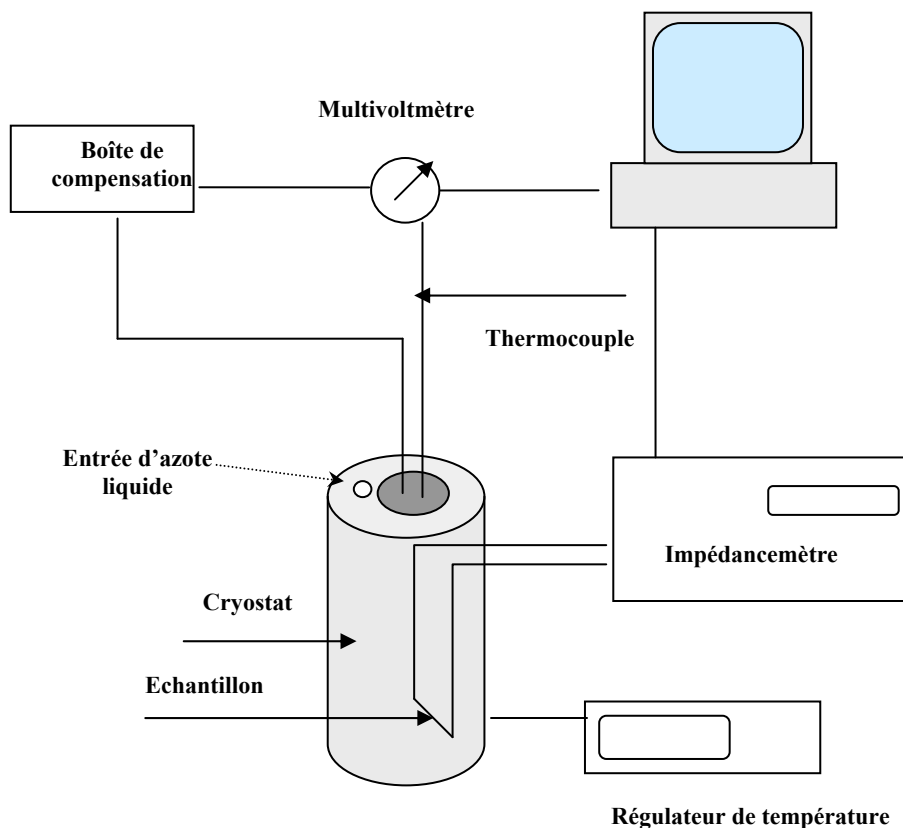 Multivoltmètre
Boîte de
compensation
Thermocouple
Entrée d’azote
liquide
Impédancemètre
Cryostat
Echantillon
Régulateur de température